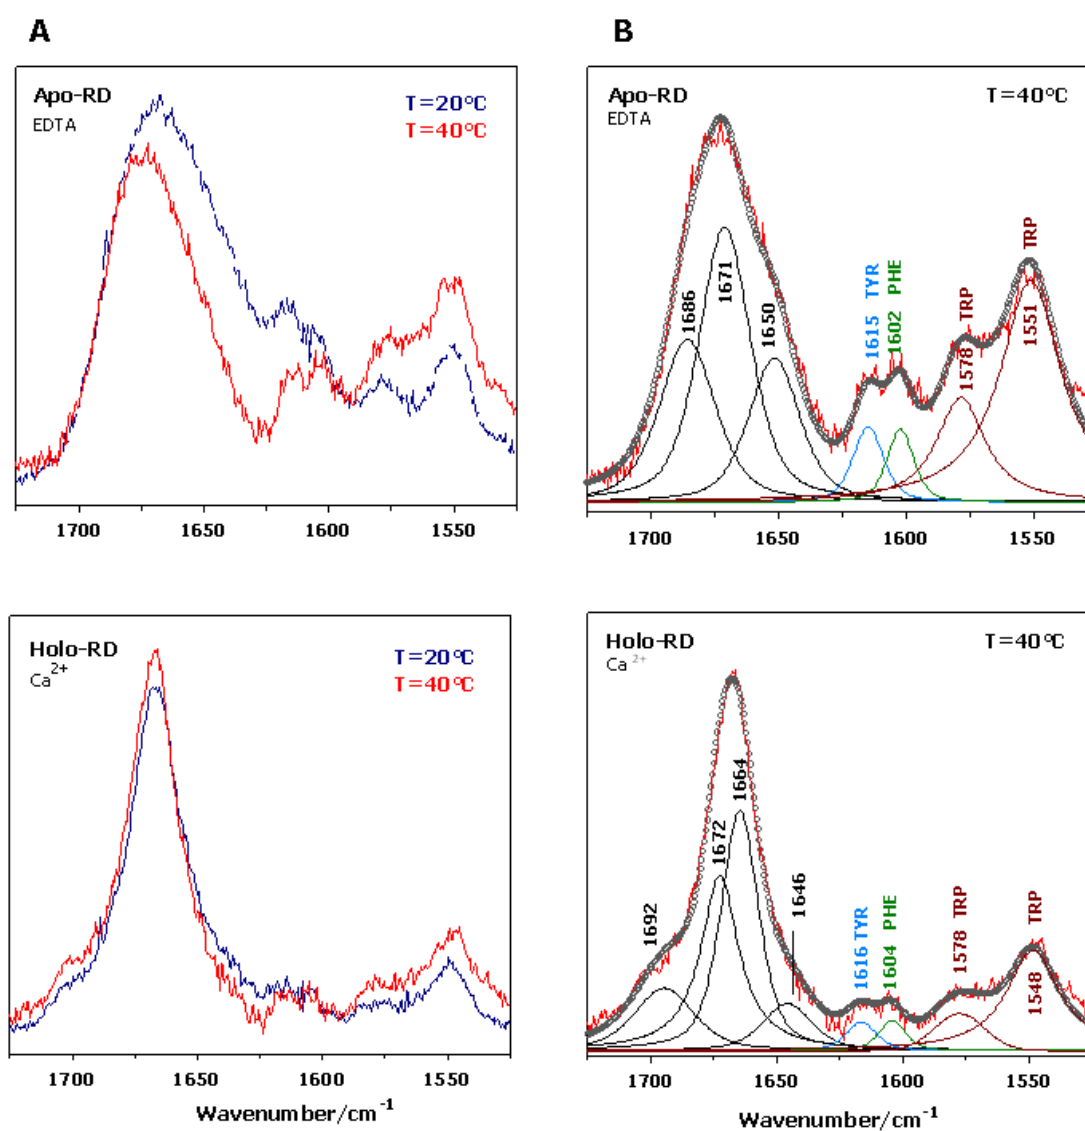 A
B
Apo-RD
EDTA
T=20°C
T=40°C
1700
1650
1600
1550
Apo-RD
EDTA
T=40°C
1686
1671
1650
1615 TYR
1602 PHE
1578 TRP
1551 TRP
1700
1650
1600
1550
Holo-RD
Ca2+
T=20°C
T=40°C
1700
1650
1600
1550
Wavenumber/cm-1
Holo-RD
Ca 2+
T=40°C
1692
1672
1664
1646
1616 TYR
1604 PHE
1578 TRP
1548 TRP
1700
1650
1600
1550
Wavenumber/cm-1